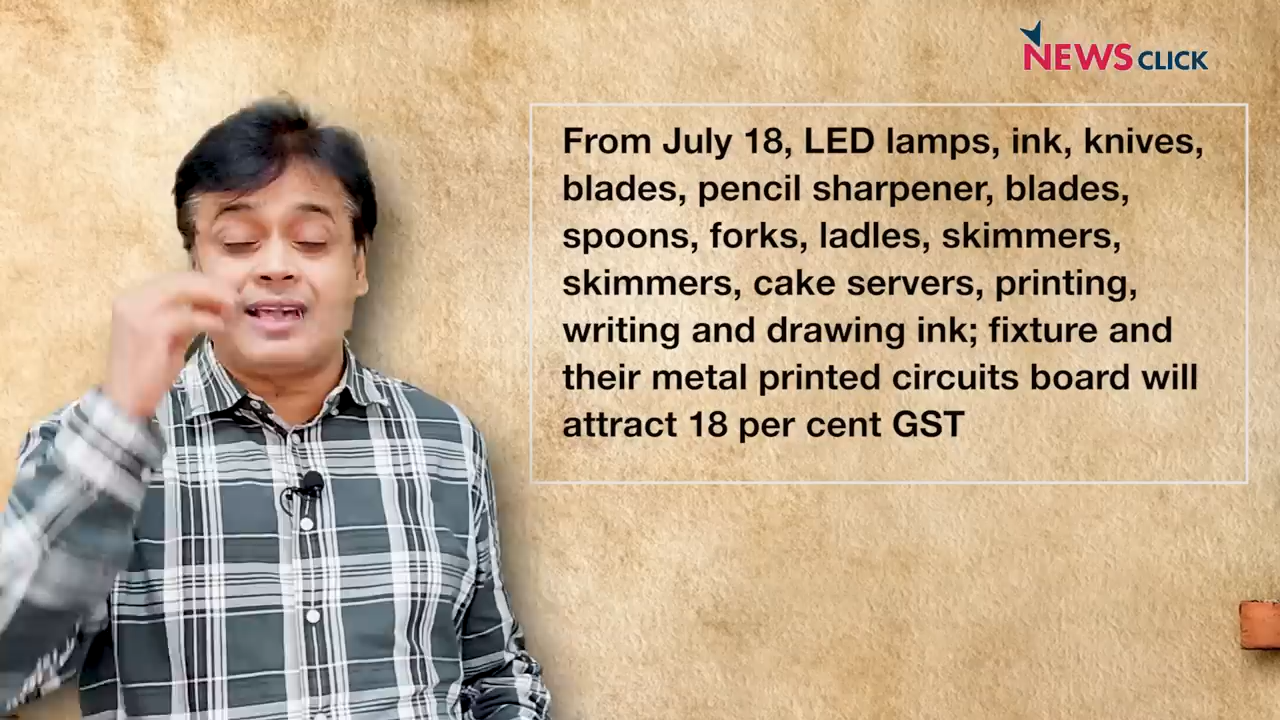 NEWS CLICK
From July 18, LED lamps, ink, knives,
blades, pencil sharpener, blades,
spoons, forks, ladles, skimmers,
skimmers, cake servers, printing,
writing and drawing ink; fixture and
their metal printed circuits board will
attract 18 per cent GST